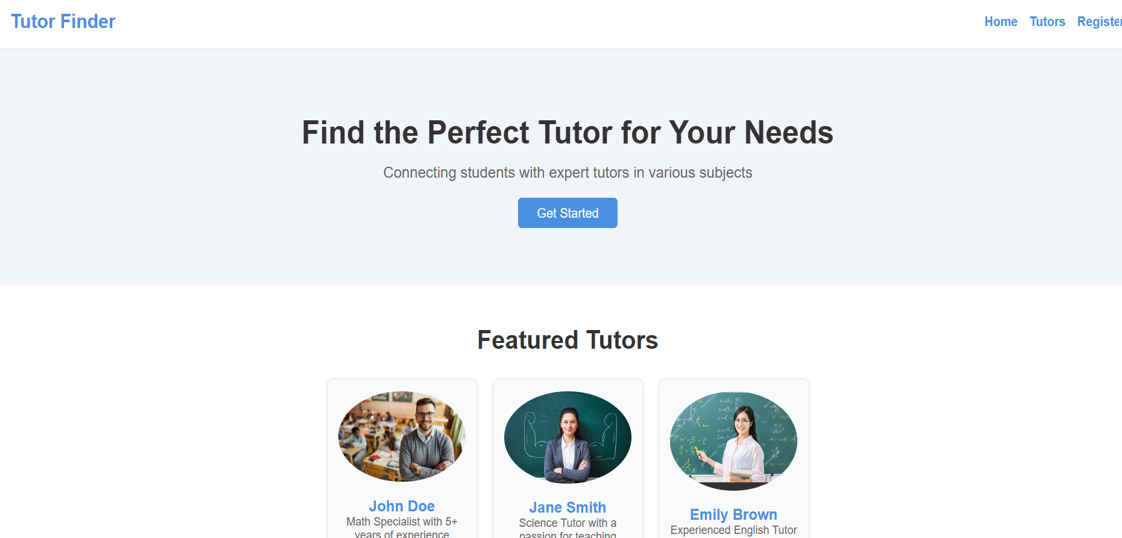 Tutor Finder
Home Tutors Register
Find the Perfect Tutor for Your Needs
Connecting students with expert tutors in various subjects
Get Started
Featured Tutors
John Doe
Math Specialist with 5+
years of experience
Jane Smith
Science Tutor with a
passion for teaching
Emily Brown
Experienced English Tutor